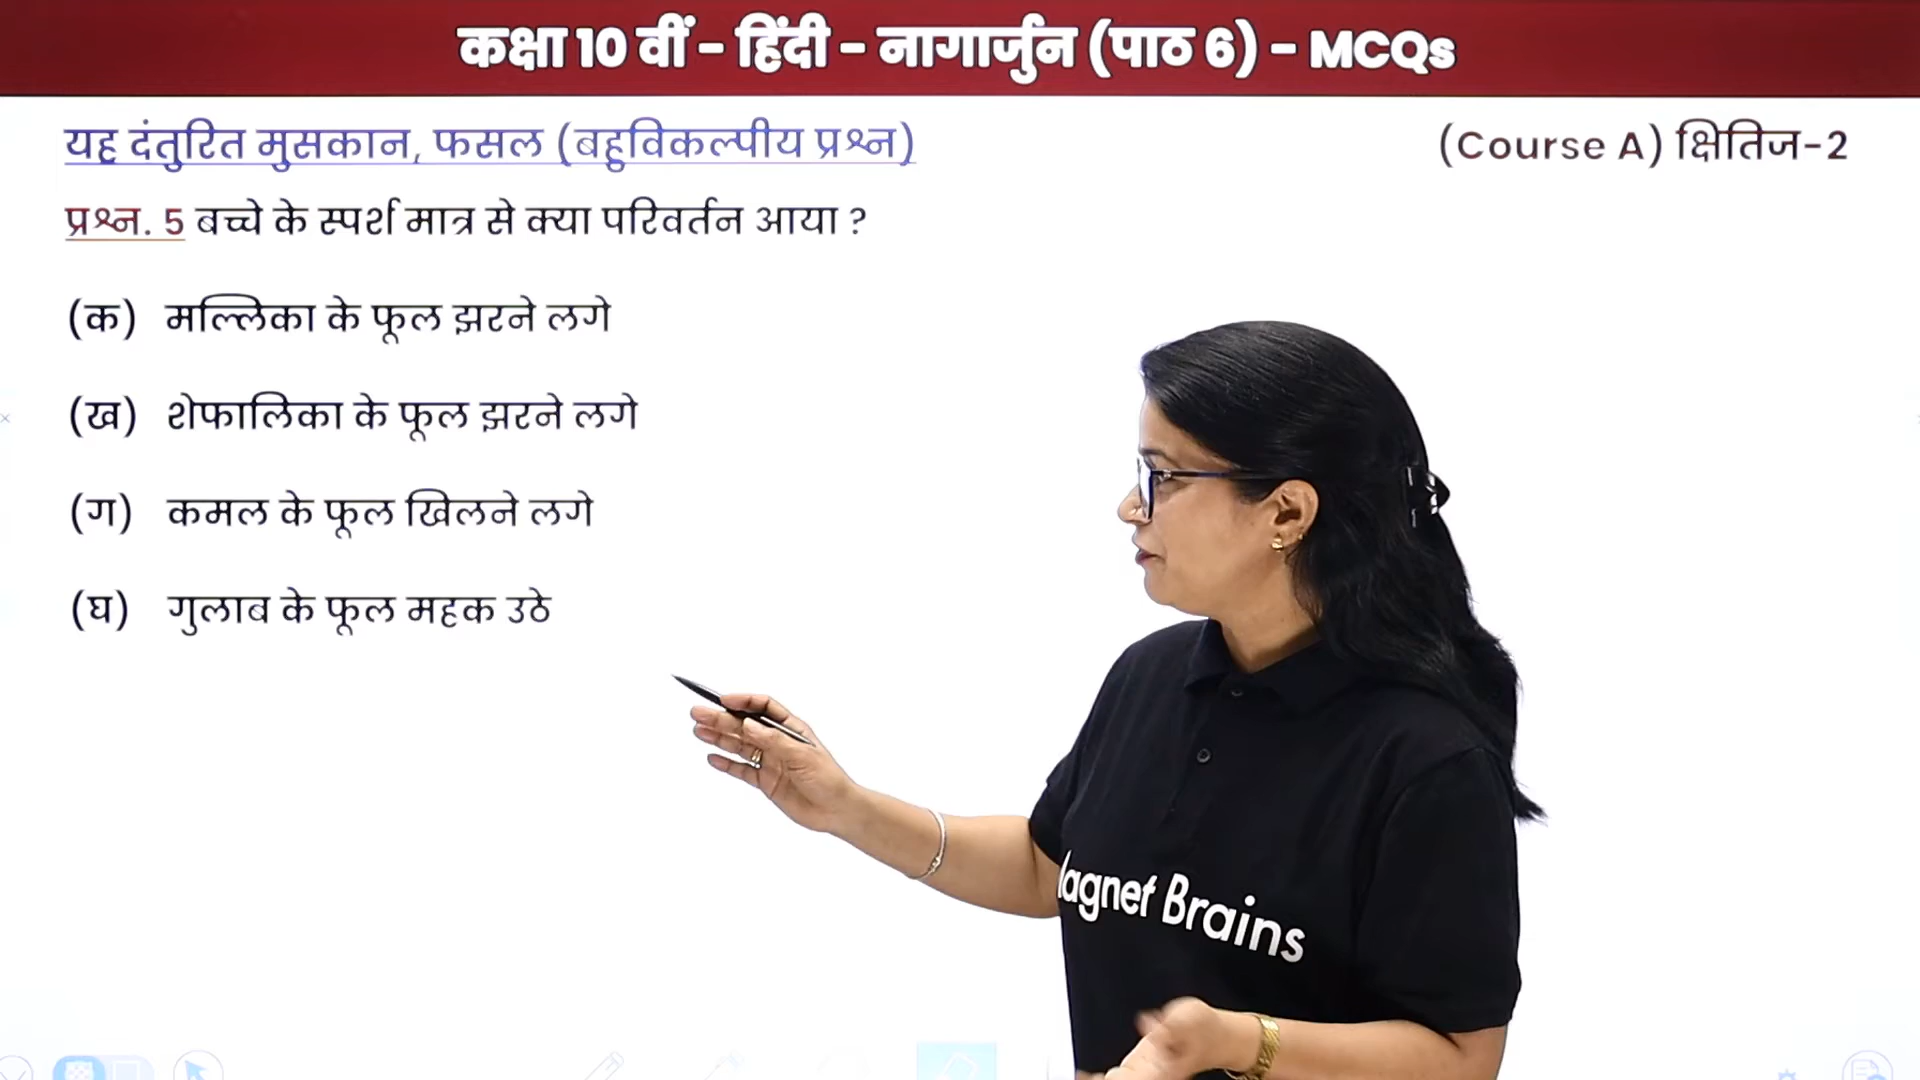 कक्षा 10 वीं - हिंदी - नागार्जुन (पाठ 6) - MCQs
यह दंतुरित मुसकान, फसल (बहुविकल्पीय प्रश्न)
(Course A) क्षितिज-2
प्रश्न. 5 बच्चे के स्पर्श मात्र से क्या परिवर्तन आया ?
(क) मल्लिका के फूल झरने लगे
(ख) शेफालिका के फूल झरने लगे
(ग) कमल के फूल खिलने लगे
(घ) गुलाब के फूल महक उठे
agnet Brains